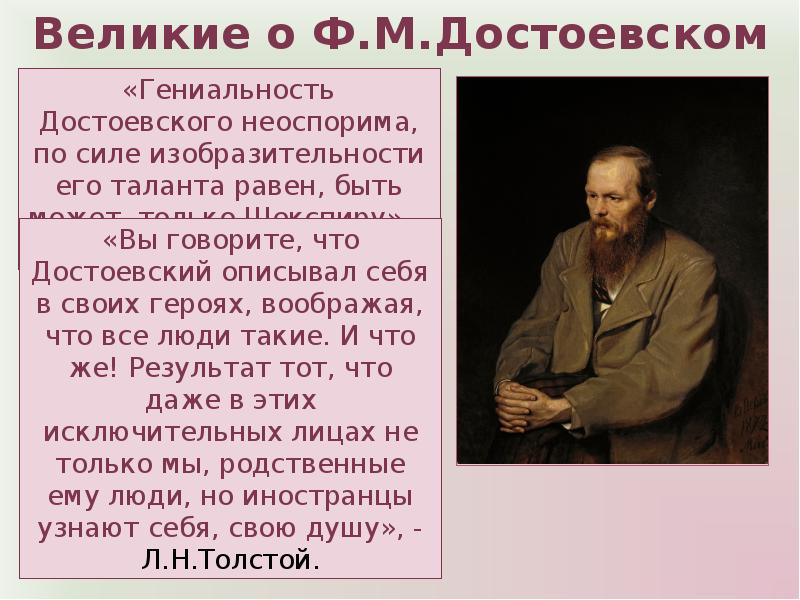 Великие о Ф.М.Достоевском
«Гениальность
Достоевского неоспорима,
по силе изобразительности
его таланта равен, быть
может, только Шекспиру»
«Вы говорите, что
Достоевский описывал себя
в своих героях, воображая,
что все люди такие. И что
же! Результат тот, что
даже в этих
исключительных лицах не
только мы, родственные
ему люди, но иностранцы
узнают себя, свою душу», -
Л.Н.Толстой.